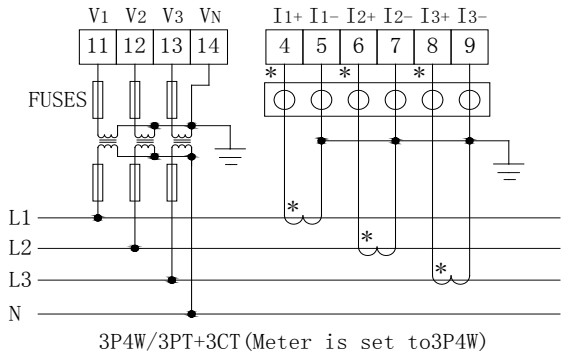 V1 V2 V3 VN I1+ I1- I2+ I2- I3+ I3-
11 12 13 14 4 5 6 7 8 9
* * *
FUSES
*
L1
*
L2
*
L3
N
3P4W/3PT+3CT(Meter is set to3P4W)